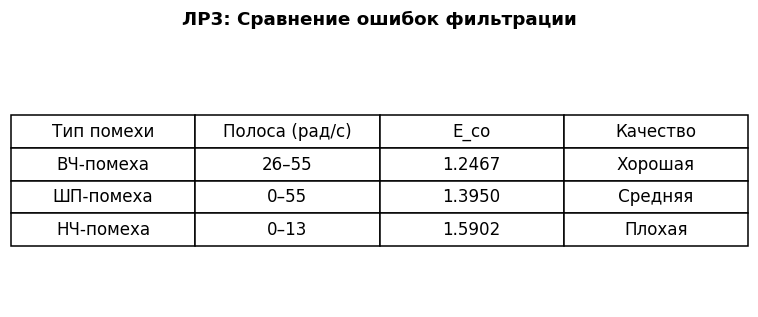 ЛР3: Сравнение ошибок фильтрации
Тип помехи Полоса (рад/с) E_co Качество
ВЧ-помеха 26–55 1.2467 Хорошая
ШП-помеха 0–55 1.3950 Средняя
НЧ-помеха 0–13 1.5902 Плохая